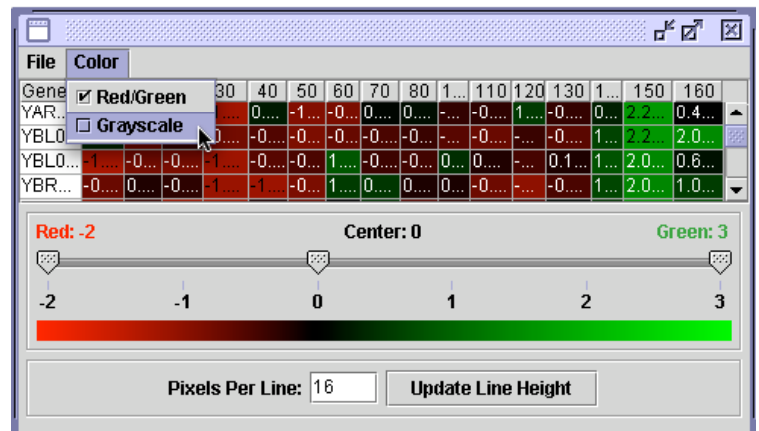 File Color
Gene 30 40 50 60 70 80 1... 110 120 130 1... 150 160
Red/Green
Grayscale
YAR... 0.... -1... -0... 0.... 0.... -... -0.... 1.... -0.... 0... 2.2... 0.4...
YBL0 -0.... -0... -0... 1... 2.2... 2.0...
YBL0... -1.... -0... -0.... -1.... -0.... -0... 1.... -0.... -0... 0... 0.... -... 0.1... 1... 2.0... 0.6...
YBR... -0... 0.... -0.... -1.... -1.... -0... 1.... 0.... 0.... 0... -0.... -... -0.... 1... 2.0... 1.0...
Red: -2 Center: 0 Green: 3
-2 -1 0 1 2 3
Pixels Per Line: 16 Update Line Height